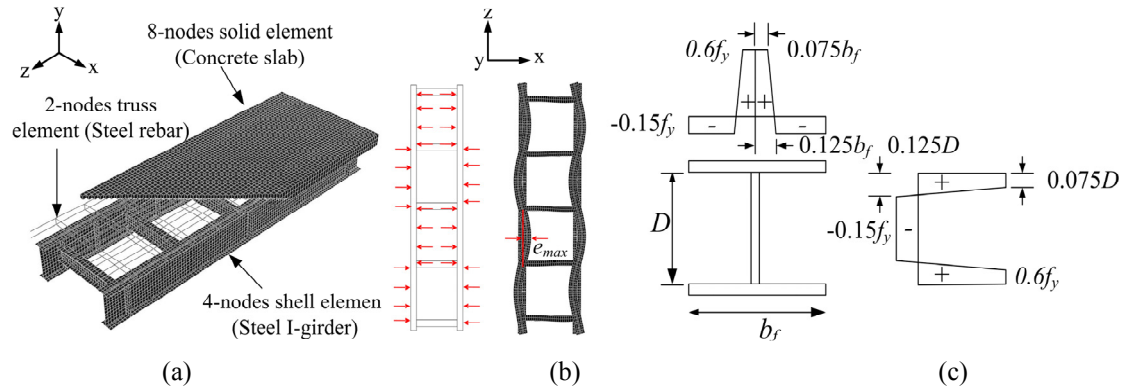 y
z
x
8-nodes solid element
(Concrete slab)
2-nodes truss
element (Steel rebar)
4-nodes shell elemen
(Steel I-girder)
(a)
z
y
x
e_max
(b)
0.6f_y
0.075b_f
-0.15f_y
+
+
-
-
0.125b_f
0.125D
D
b_f
+
0.075D
-0.15f_y
-
+
0.6f_y
(c)